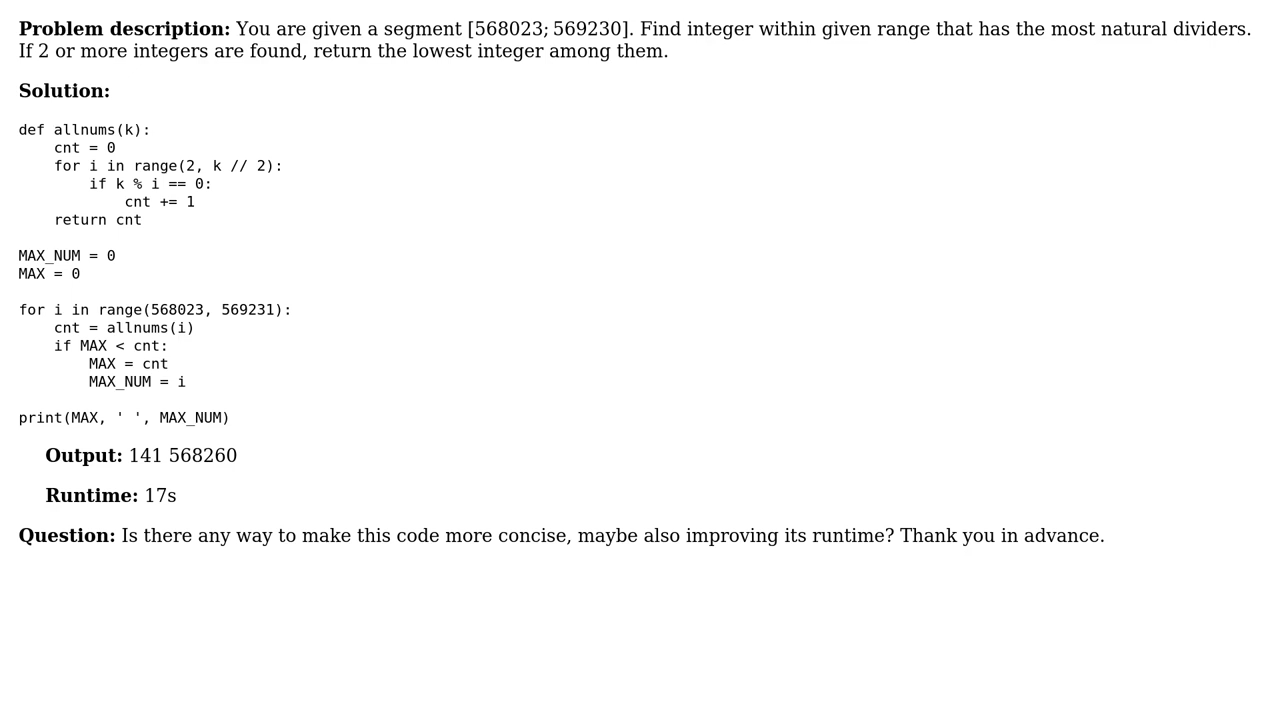 Problem description: You are given a segment [568023; 569230]. Find integer within given range that has the most natural dividers.
If 2 or more integers are found, return the lowest integer among them.
Solution:
def allnums(k):
    cnt = 0
    for i in range(2, k // 2):
        if k % i == 0:
            cnt += 1
    return cnt
MAX_NUM = 0
MAX = 0
for i in range(568023, 569231):
    cnt = allnums(i)
    if MAX < cnt:
        MAX = cnt
        MAX_NUM = i
print(MAX, ' ', MAX_NUM)
Output: 141 568260
Runtime: 17s
Question: Is there any way to make this code more concise, maybe also improving its runtime? Thank you in advance.